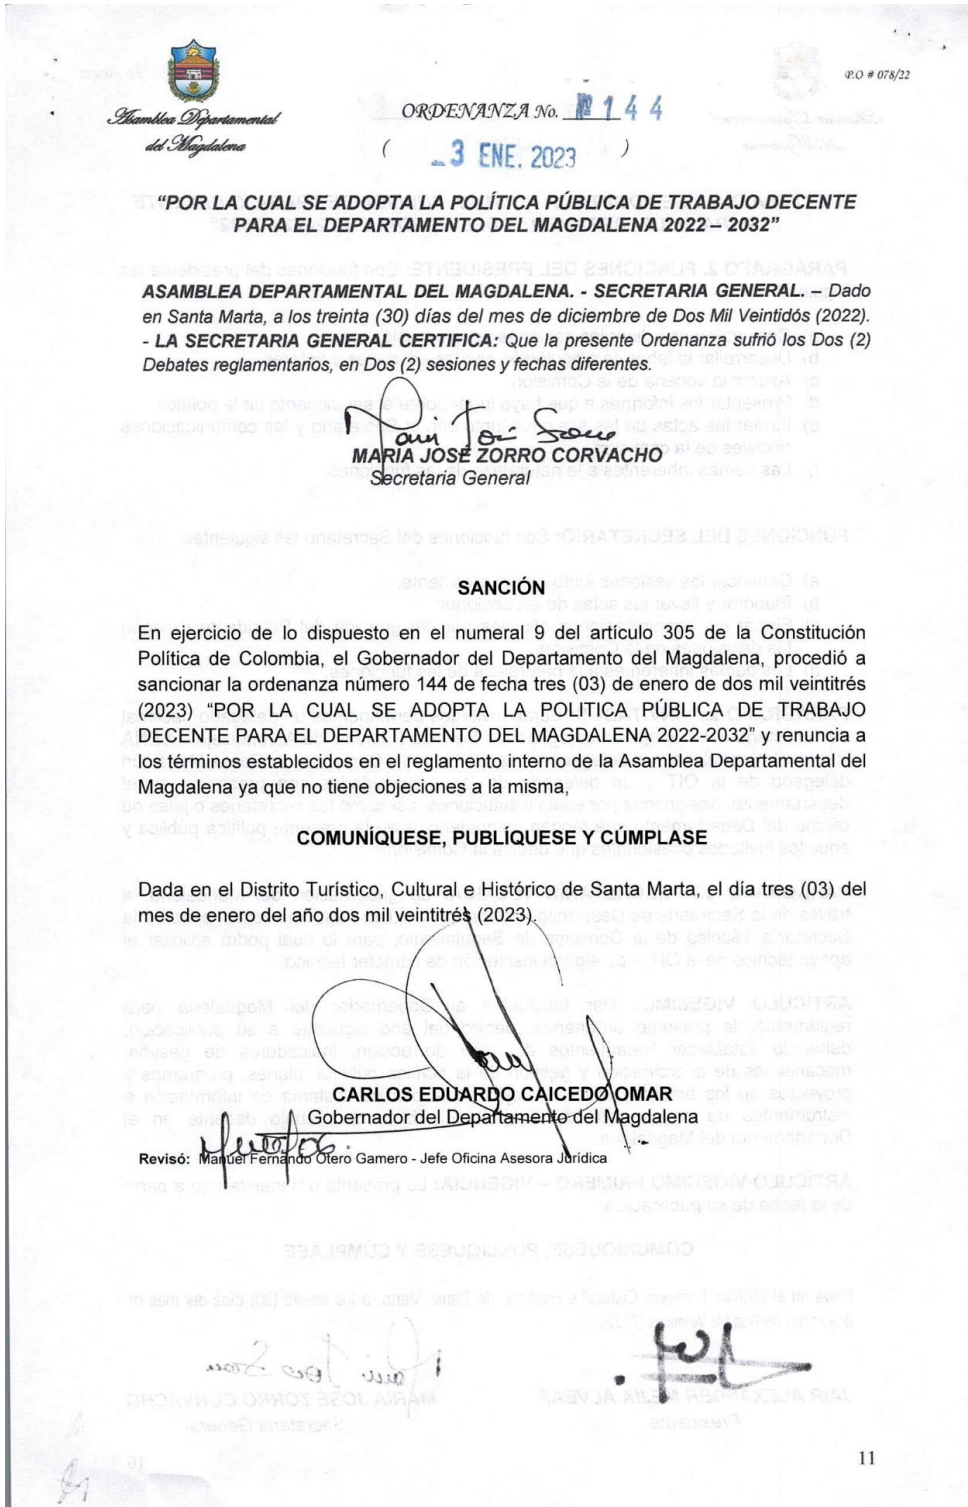 P.O # 078/22
Asamblea Departamental
del Magdalena
ORDENANZA No. Nº 144
( -3 ENE. 2023 )
“POR LA CUAL SE ADOPTA LA POLÍTICA PÚBLICA DE TRABAJO DECENTE
PARA EL DEPARTAMENTO DEL MAGDALENA 2022 – 2032”
ASAMBLEA DEPARTAMENTAL DEL MAGDALENA. - SECRETARIA GENERAL. – Dado
en Santa Marta, a los treinta (30) días del mes de diciembre de Dos Mil Veintidós (2022).
- LA SECRETARIA GENERAL CERTIFICA: Que la presente Ordenanza sufrió los Dos (2)
Debates reglamentarios, en Dos (2) sesiones y fechas diferentes.
MARIA JOSÉ ZORRO CORVACHO
Secretaria General
SANCIÓN
En ejercicio de lo dispuesto en el numeral 9 del artículo 305 de la Constitución
Política de Colombia, el Gobernador del Departamento del Magdalena, procedió a
sancionar la ordenanza número 144 de fecha tres (03) de enero de dos mil veintitrés
(2023) “POR LA CUAL SE ADOPTA LA POLITICA PÚBLICA DE TRABAJO
DECENTE PARA EL DEPARTAMENTO DEL MAGDALENA 2022-2032” y renuncia a
los términos establecidos en el reglamento interno de la Asamblea Departamental del
Magdalena ya que no tiene objeciones a la misma,
COMUNÍQUESE, PUBLIQUESE Y CÚMPLASE
Dada en el Distrito Turístico, Cultural e Histórico de Santa Marta, el día tres (03) del
mes de enero del año dos mil veintitrés (2023).
CARLOS EDUARDO CAICEDO OMAR
Gobernador del Departamento del Magdalena
Revisó: Manuel Fernando Otero Gamero - Jefe Oficina Asesora Jurídica
11